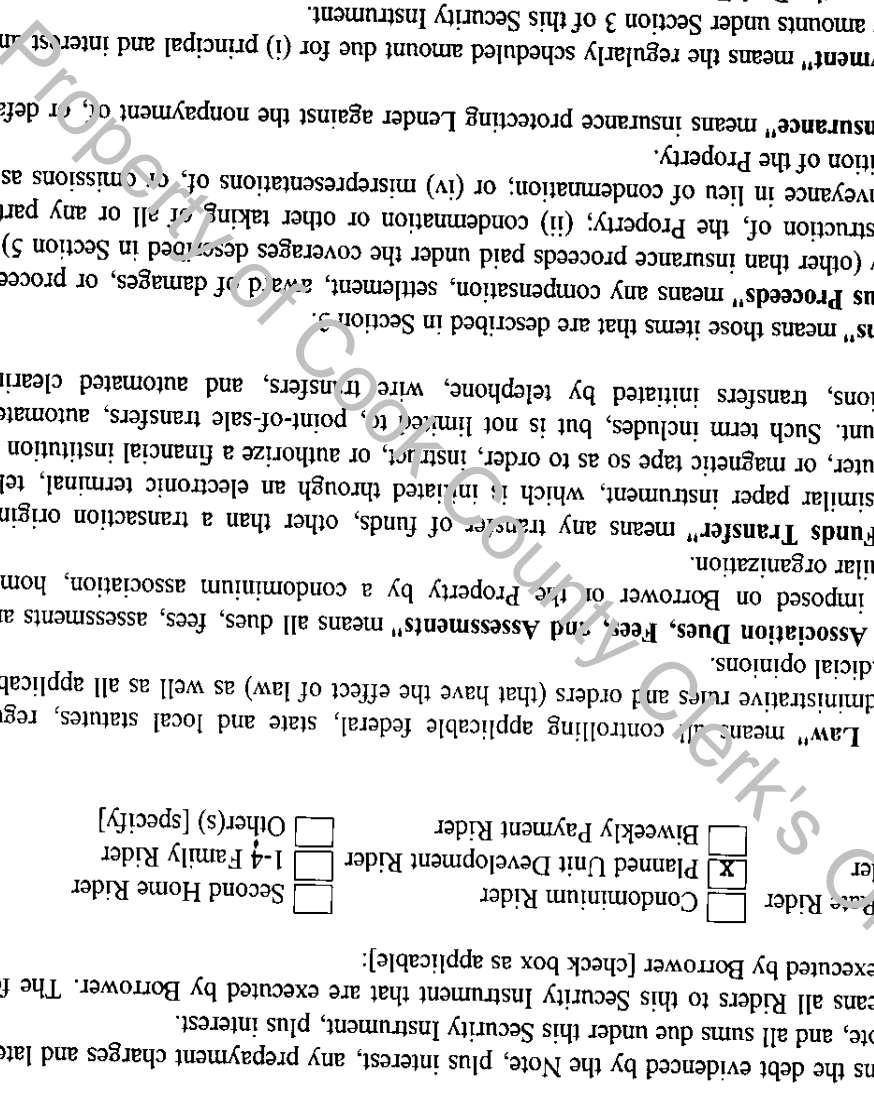 ns the debt evidenced by the Note, plus interest, any prepayment charges and late
ote, and all sums due under this Security Instrument, plus interest.
eans all Riders to this Security Instrument that are executed by Borrower. The f
executed by Borrower [check box as applicable]:
Rate Rider Condominium Rider Second Home Rider
der X Planned Unit Development Rider 1-4 Family Rider
Biweekly Payment Rider Other(s) [specify]
Law" means all controlling applicable federal, state and local statutes, regu
dministrative rules and orders (that have the effect of law) as well as all applicab
dicial opinions.
Association Dues, Fees, and Assessments" means all dues, fees, assessments an
imposed on Borrower or the Property by a condominium association, hom
ilar organization.
Funds Transfer" means any transfer of funds, other than a transaction origin
similar paper instrument, which is initiated through an electronic terminal, tel
uter, or magnetic tape so as to order, instruct, or authorize a financial institution
unt. Such term includes, but is not limited to, point-of-sale transfers, automate
ions, transfers initiated by telephone, wire transfers, and automated clearin
ns" means those items that are described in Section 3.
us Proceeds" means any compensation, settlement, award of damages, or proceed
(other than insurance proceeds paid under the coverages described in Section 5)
struction of, the Property; (ii) condemnation or other taking of all or any part
nveyance in lieu of condemnation; or (iv) misrepresentations of, or omissions as
ition of the Property.
nsurance" means insurance protecting Lender against the nonpayment of, or defa
yment" means the regularly scheduled amount due for (i) principal and interest un
amounts under Section 3 of this Security Instrument.
Property of Cook County Clerk's O